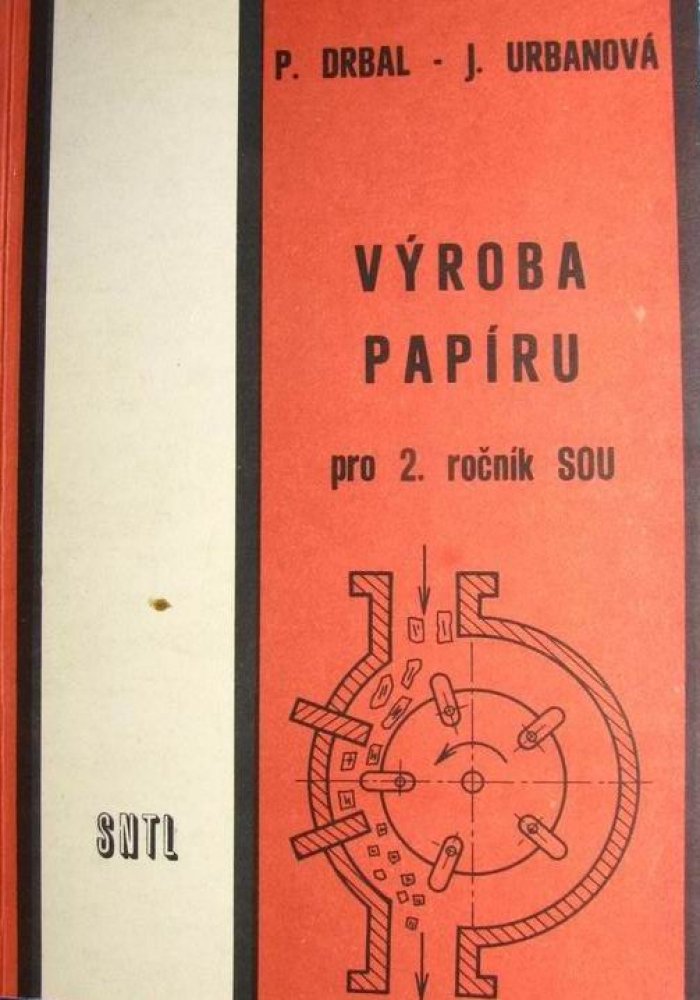 P. DRBAL - J. URBANOVÁ
VÝROBA
PAPÍRU
pro 2. ročník SOU
SNTL